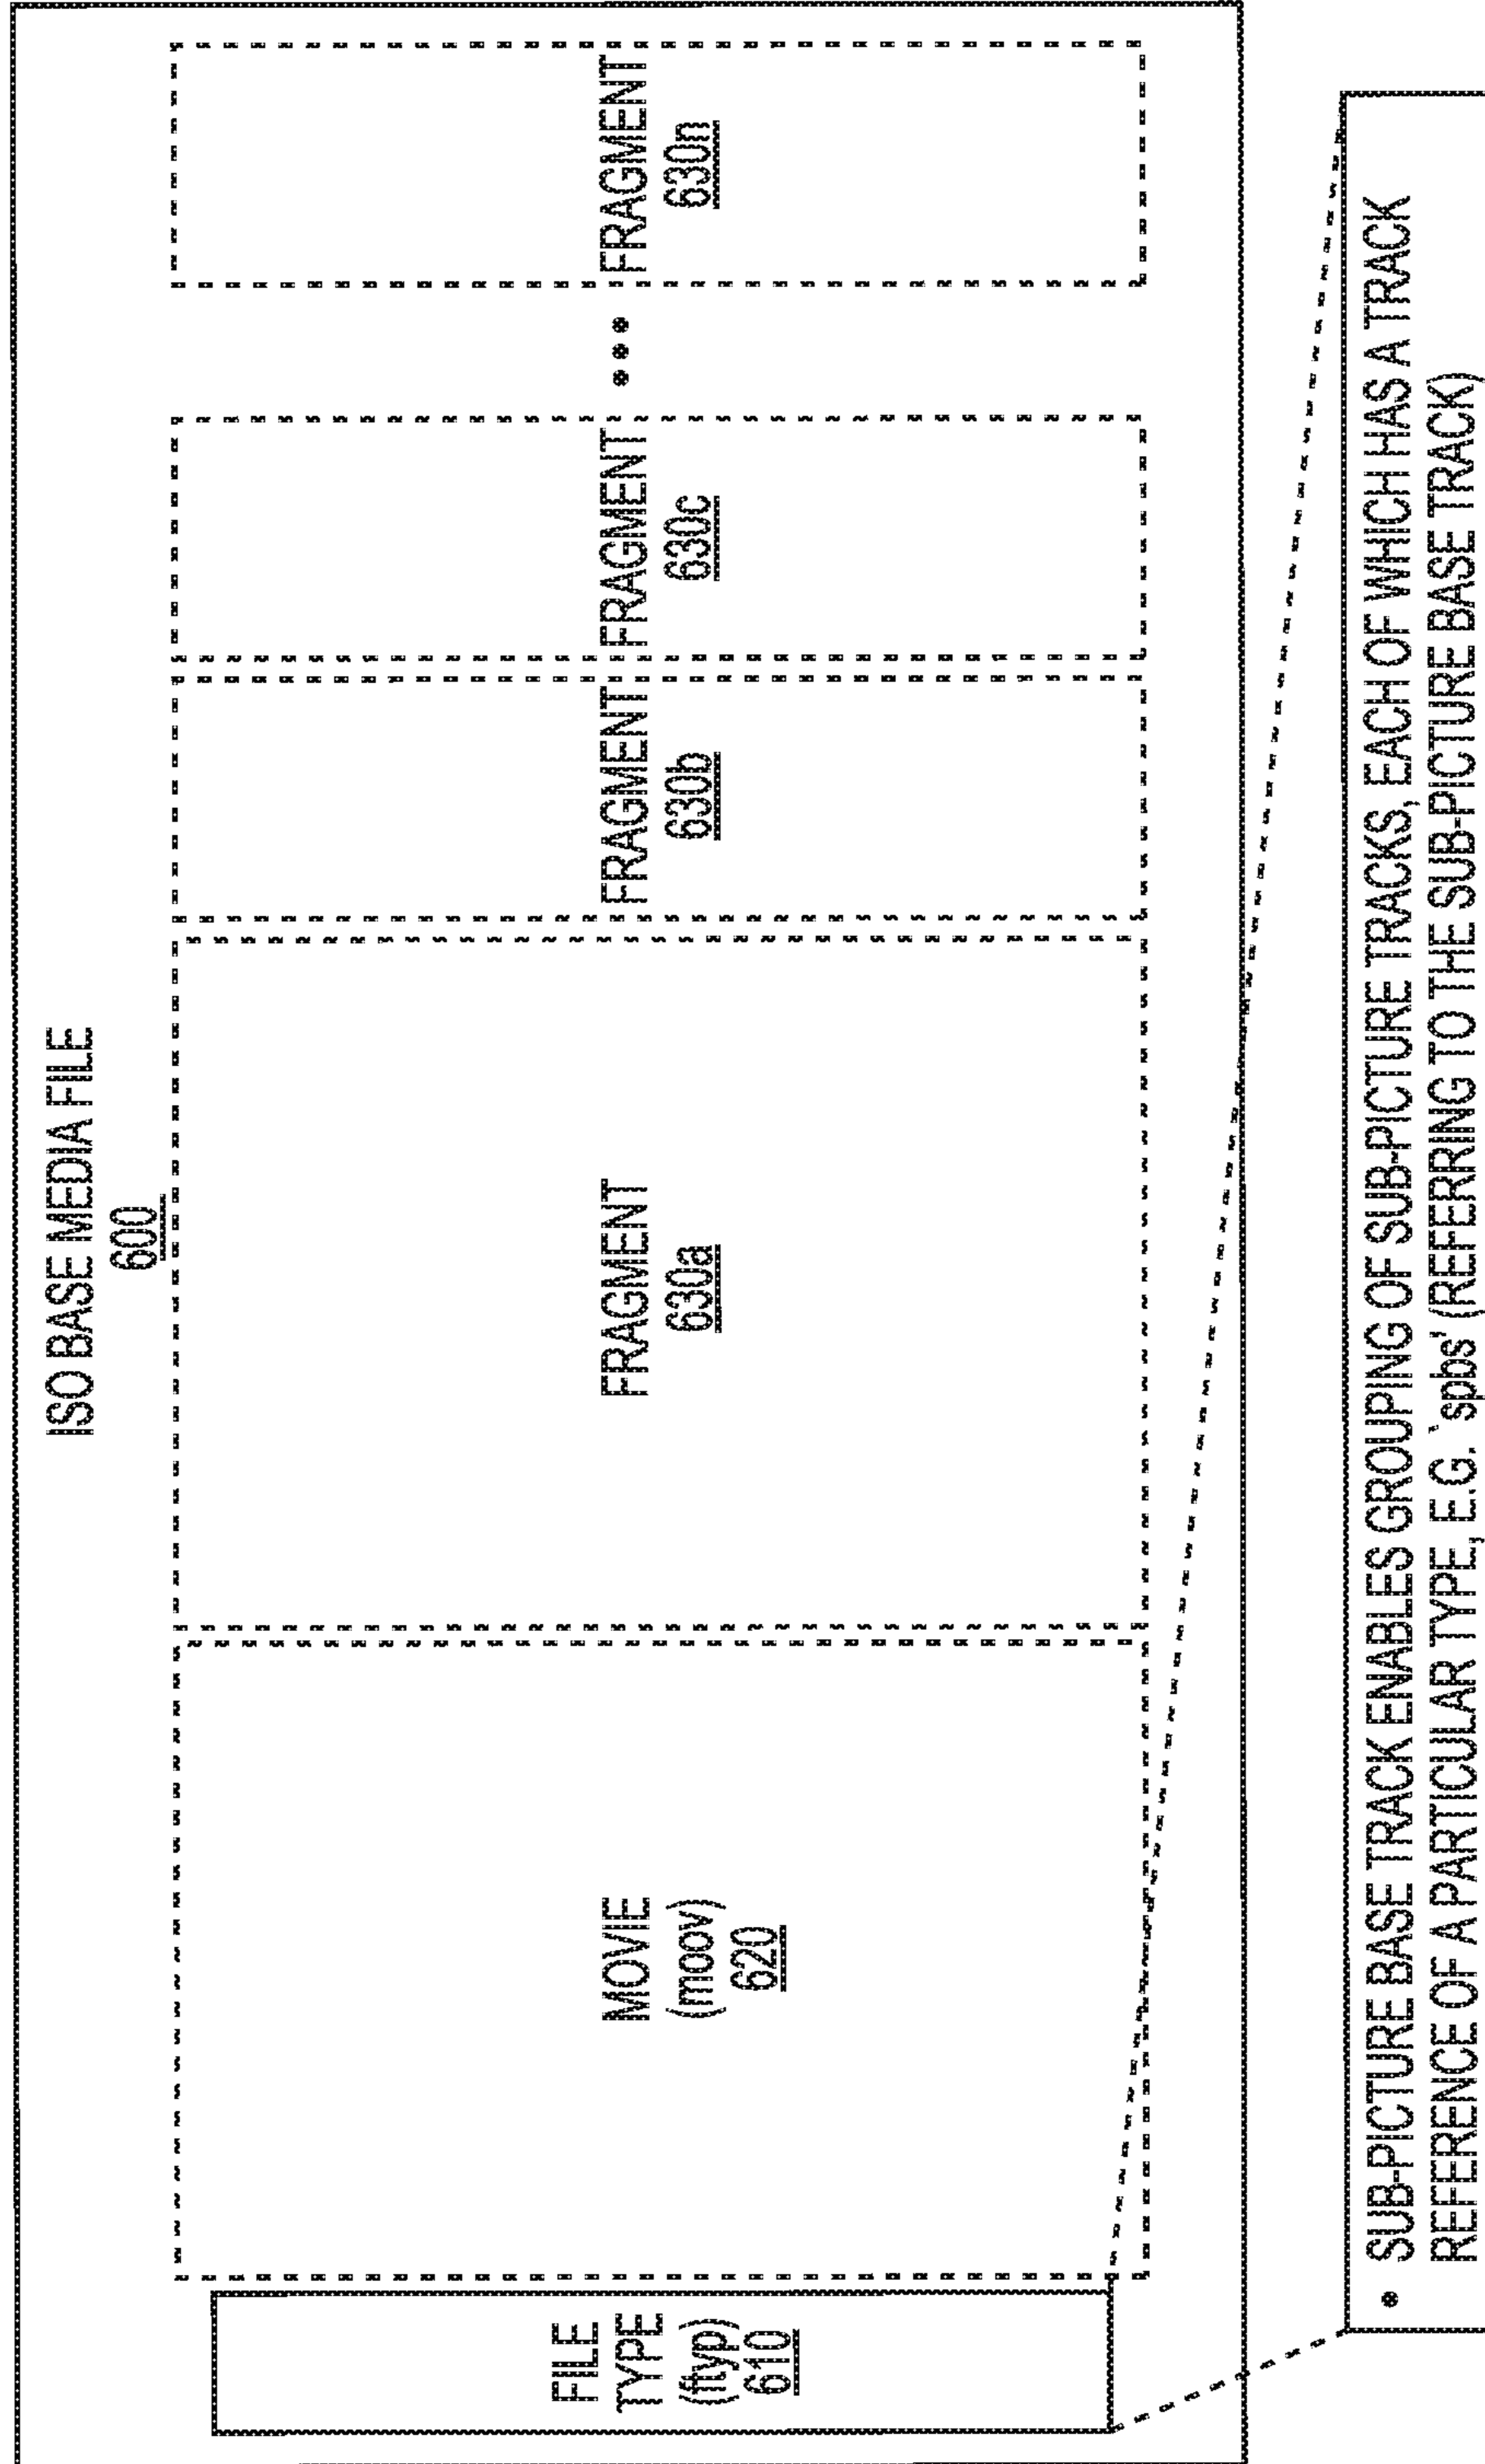 ISO BASE MEDIA FILE
600
FILE
TYPE
(ftyp)
610
MOVIE
(moov)
620
FRAGMENT
630a
FRAGMENT
630b
FRAGMENT
630c
FRAGMENT
630n
• SUB-PICTURE BASE TRACK ENABLES GROUPING OF SUB-PICTURE TRACKS, EACH OF WHICH HAS A TRACK
REFERENCE OF A PARTICULAR TYPE, E.G. `spbs' (REFERRING TO THE SUB-PICTURE BASE TRACK)